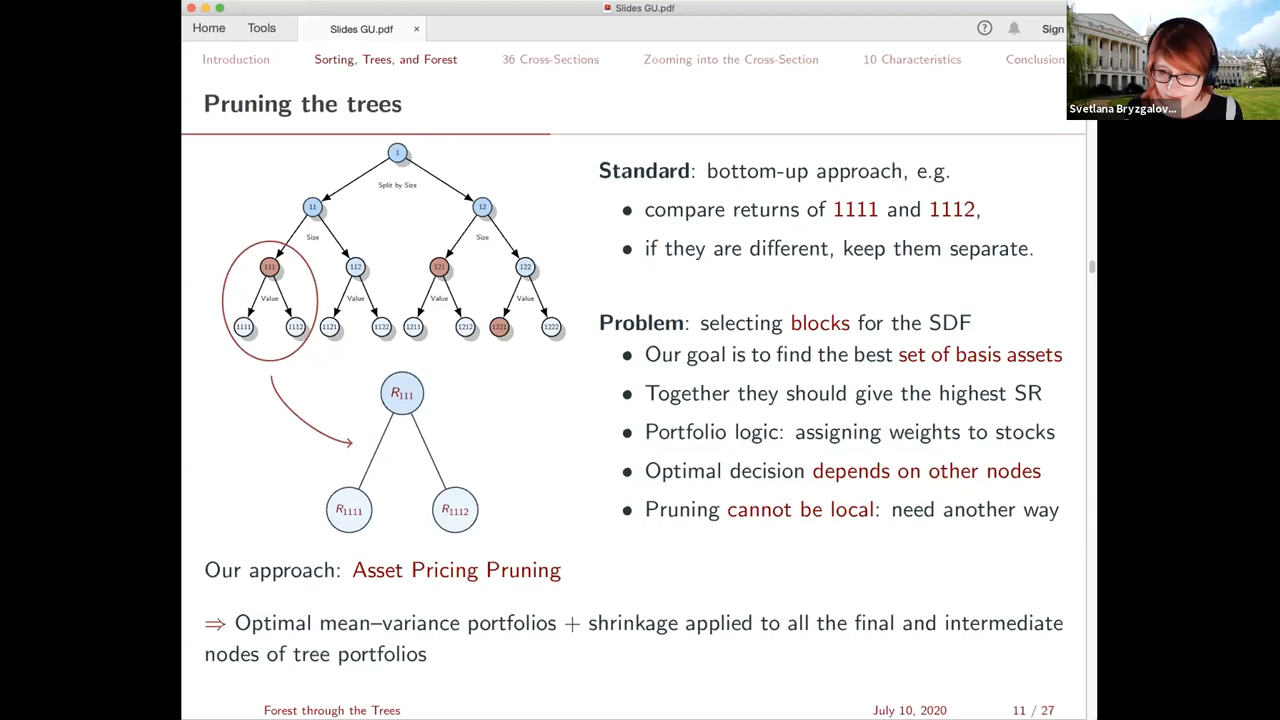 Slides GU.pdf
Home Tools Slides GU.pdf × ? Sign
Svetlana Bryzgalov...
Introduction Sorting, Trees, and Forest 36 Cross-Sections Zooming into the Cross-Section 10 Characteristics Conclusion
Pruning the trees
1
Split by Size
11 12
Size Size
111 112 121 122
Value Value Value Value
1111 1112 1121 1122 1211 1212 1221 1222
R111
R1111 R1112
Standard: bottom-up approach, e.g.
• compare returns of 1111 and 1112,
• if they are different, keep them separate.
Problem: selecting blocks for the SDF
• Our goal is to find the best set of basis assets
• Together they should give the highest SR
• Portfolio logic: assigning weights to stocks
• Optimal decision depends on other nodes
• Pruning cannot be local: need another way
Our approach: Asset Pricing Pruning
⇒ Optimal mean–variance portfolios + shrinkage applied to all the final and intermediate
nodes of tree portfolios
Forest through the Trees July 10, 2020 11 / 27